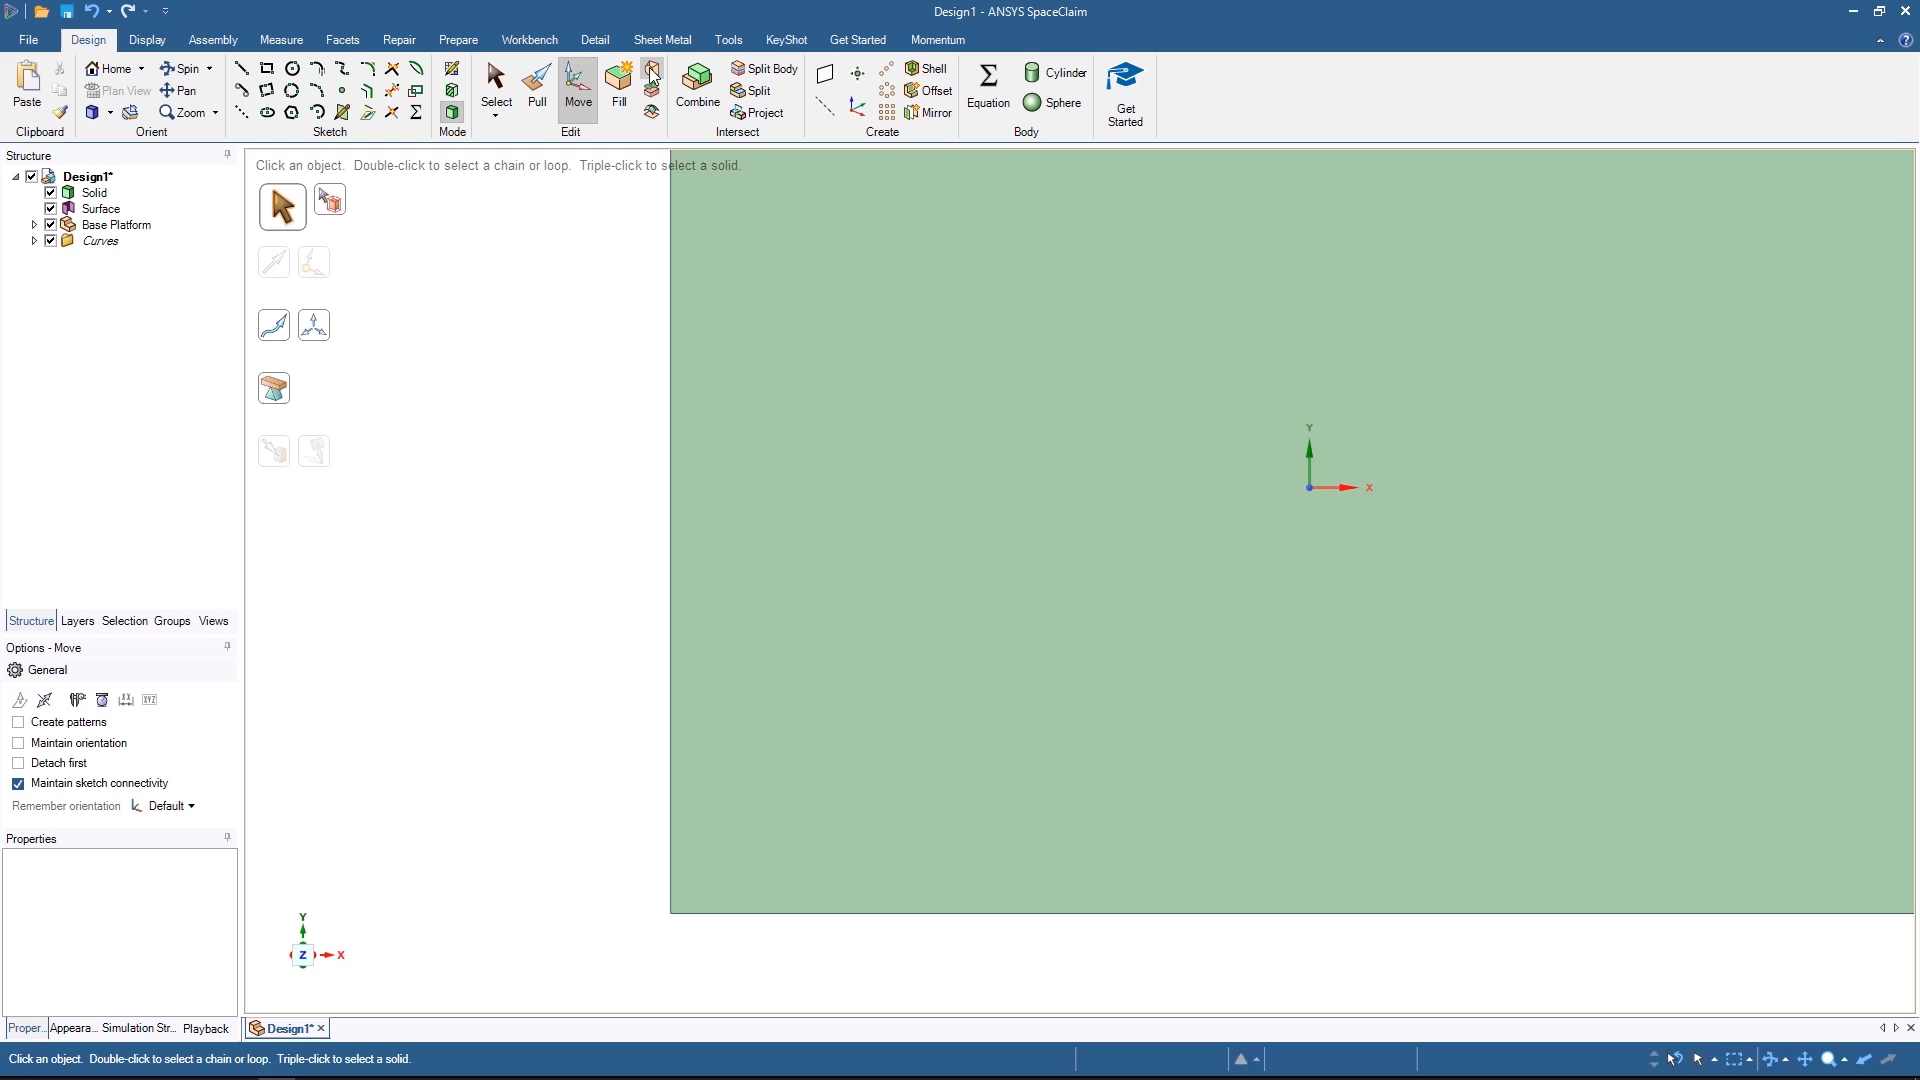 Design1 - ANSYS SpaceClaim
File Design Display Assembly Measure Facets Repair Prepare Workbench Detail Sheet Metal Tools KeyShot Get Started Momentum
Home Spin Split Body Shell Cylinder
Plan View Pan Split Offset Sphere
Zoom Project Mirror
Paste Select Pull Move Fill Combine Equation Get Started
Clipboard Orient Sketch Mode Edit Intersect Create Body
Structure
Click an object. Double-click to select a chain or loop. Triple-click to select a solid.
Design1*
Solid
Surface
Base Platform
Curves
Y
X
Structure Layers Selection Groups Views
Options - Move
General
XYZ
Create patterns
Maintain orientation
Detach first
Maintain sketch connectivity
Remember orientation Default
Properties
Y
Z X
Proper... Appeara... Simulation Str... Playback
Design1*
Click an object. Double-click to select a chain or loop. Triple-click to select a solid.